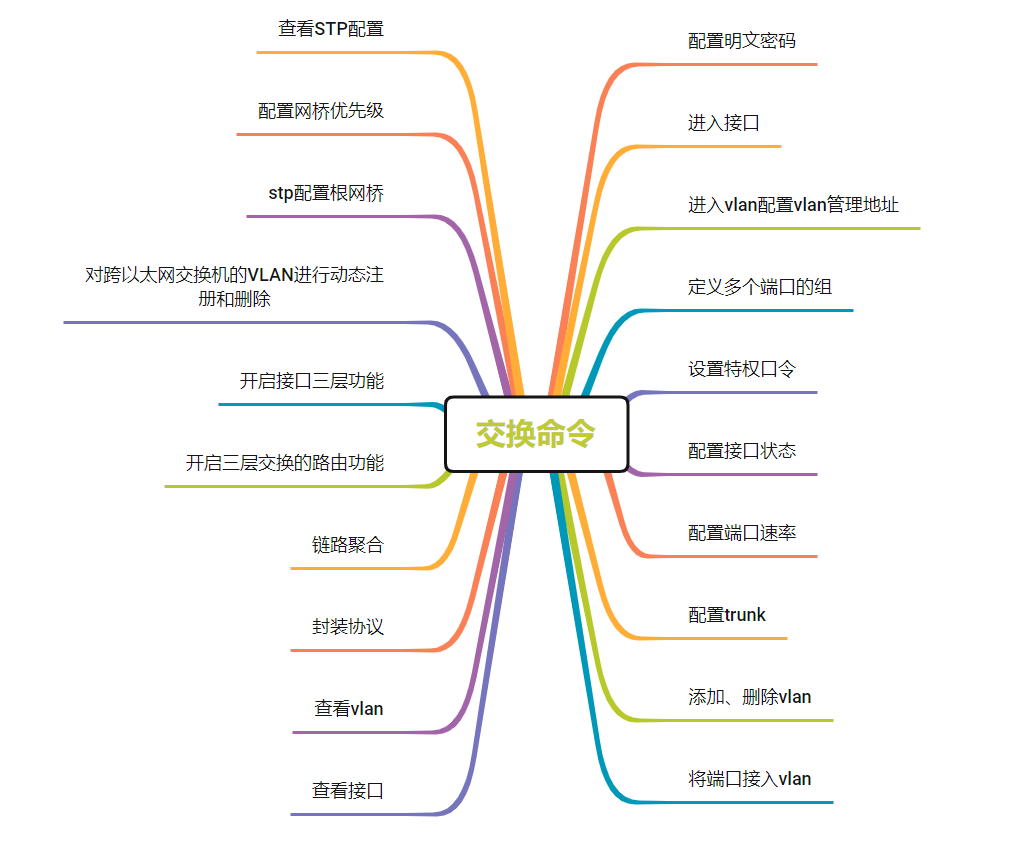 交换命令
配置明文密码
进入接口
进入vlan配置vlan管理地址
定义多个端口的组
设置特权口令
配置接口状态
配置端口速率
配置trunk
添加、删除vlan
将端口接入vlan
查看STP配置
配置网桥优先级
stp配置根网桥
对跨以太网交换机的VLAN进行动态注
册和删除
开启接口三层功能
开启三层交换的路由功能
链路聚合
封装协议
查看vlan
查看接口